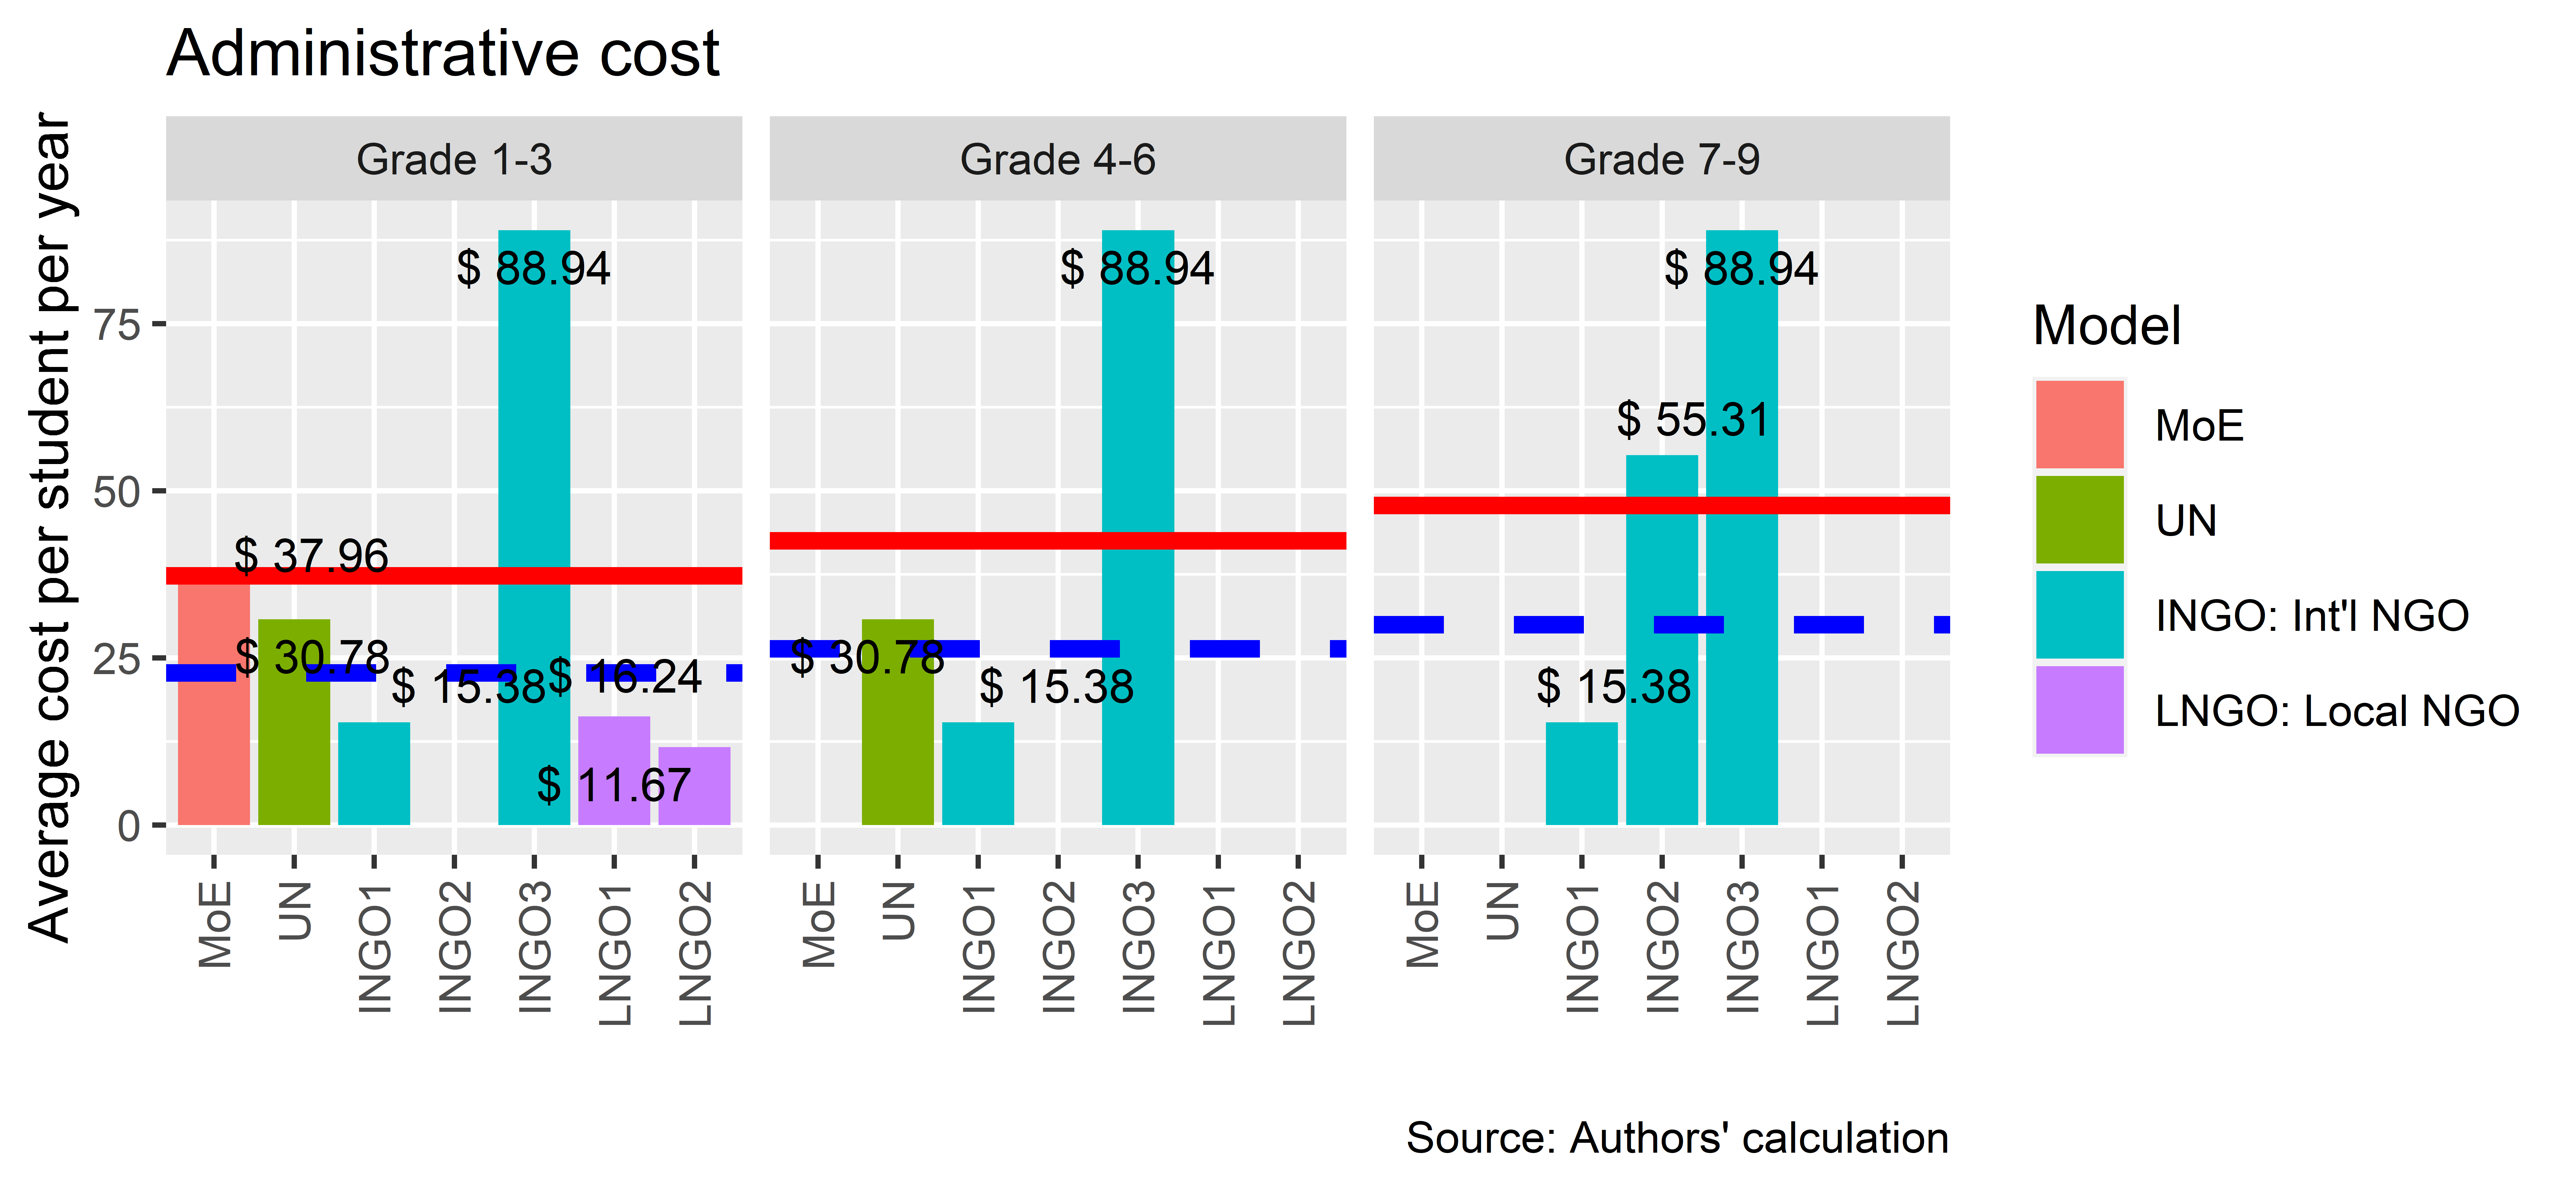 Administrative cost
Average cost per student per year
Grade 1-3
Grade 4-6
Grade 7-9
75
50
25
0
$ 37.96
$ 30.78
$ 15.38
$ 88.94
$ 16.24
$ 11.67
$ 30.78
$ 15.38
$ 88.94
$ 15.38
$ 55.31
$ 88.94
MoE
UN
INGO1
INGO2
INGO3
LNGO1
LNGO2
MoE
UN
INGO1
INGO2
INGO3
LNGO1
LNGO2
MoE
UN
INGO1
INGO2
INGO3
LNGO1
LNGO2
Model
MoE
UN
INGO: Int'l NGO
LNGO: Local NGO
Source: Authors' calculation